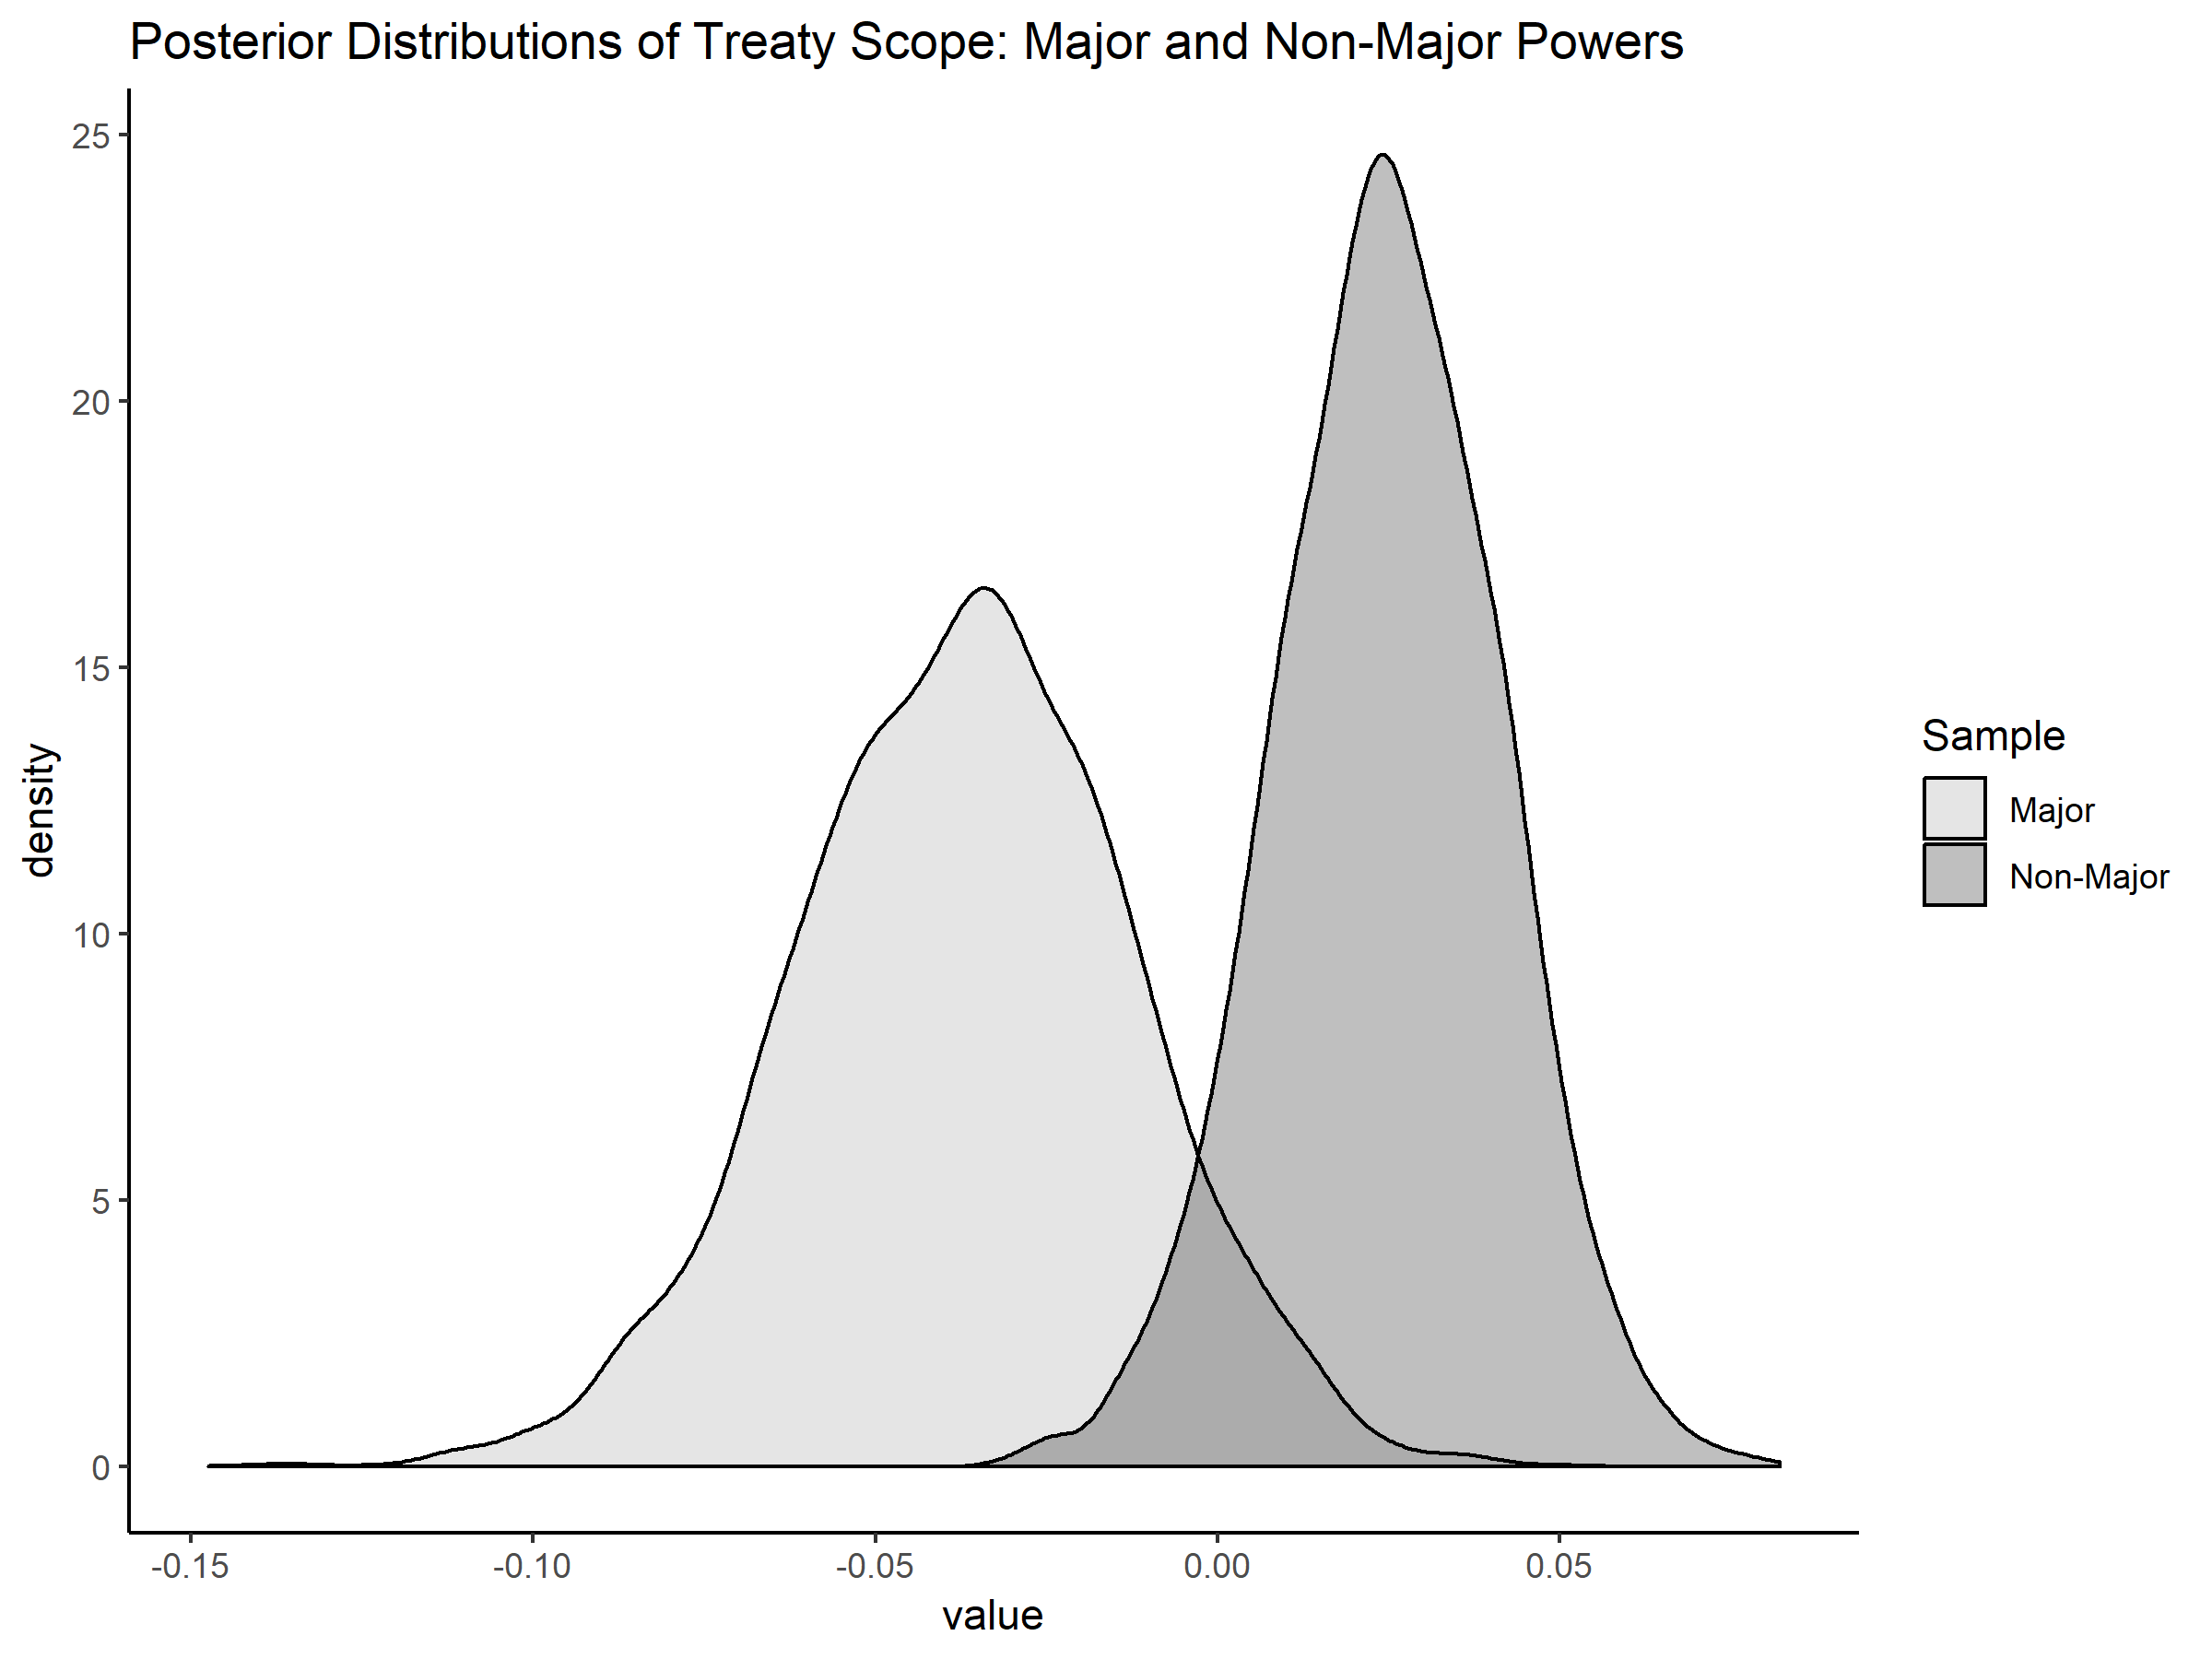 Posterior Distributions of Treaty Scope: Major and Non-Major Powers
25
20
15
10
5
0
density
-0.15
-0.10
-0.05
0.00
0.05
value
Sample
Major
Non-Major